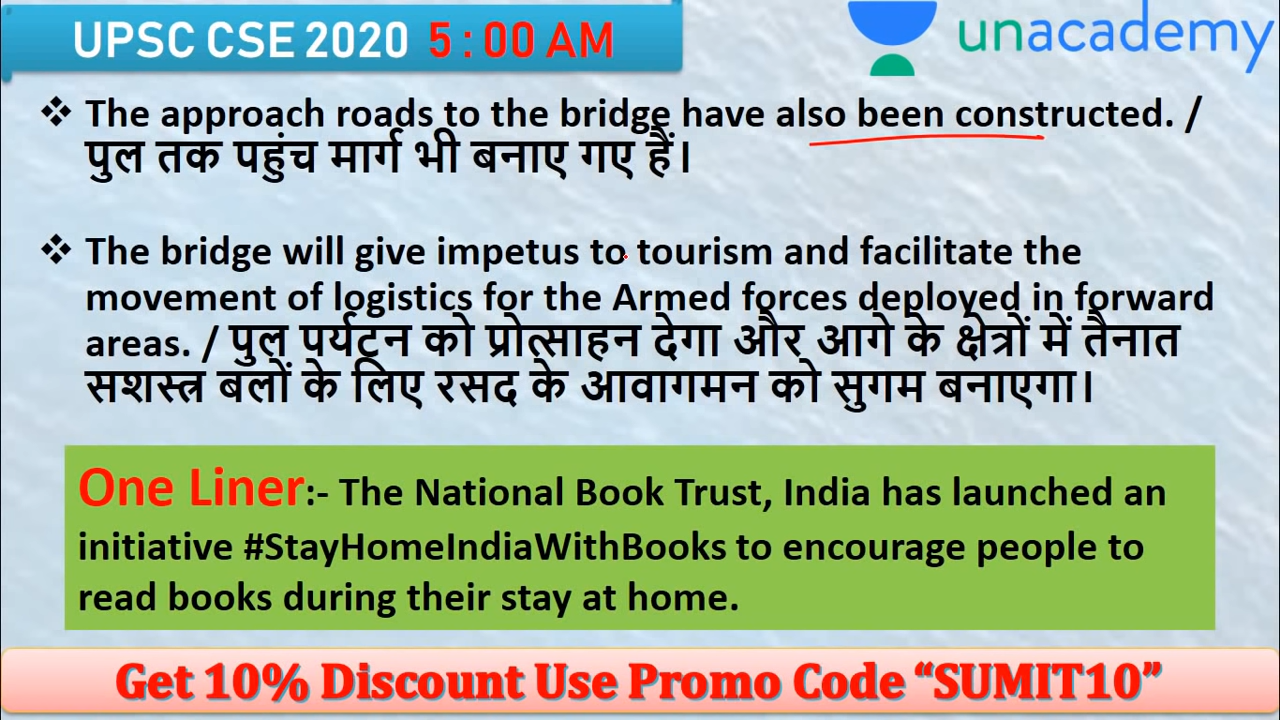 UPSC CSE 2020 5 : 00 AM
unacademy
❖ The approach roads to the bridge have also been constructed. /
पुल तक पहुंच मार्ग भी बनाए गए हैं।
❖ The bridge will give impetus to tourism and facilitate the
movement of logistics for the Armed forces deployed in forward
areas. / पुल पर्यटन को प्रोत्साहन देगा और आगे के क्षेत्रों में तैनात
सशस्त्र बलों के लिए रसद के आवागमन को सुगम बनाएगा।
One Liner:- The National Book Trust, India has launched an
initiative #StayHomeIndiaWithBooks to encourage people to
read books during their stay at home.
Get 10% Discount Use Promo Code “SUMIT10”